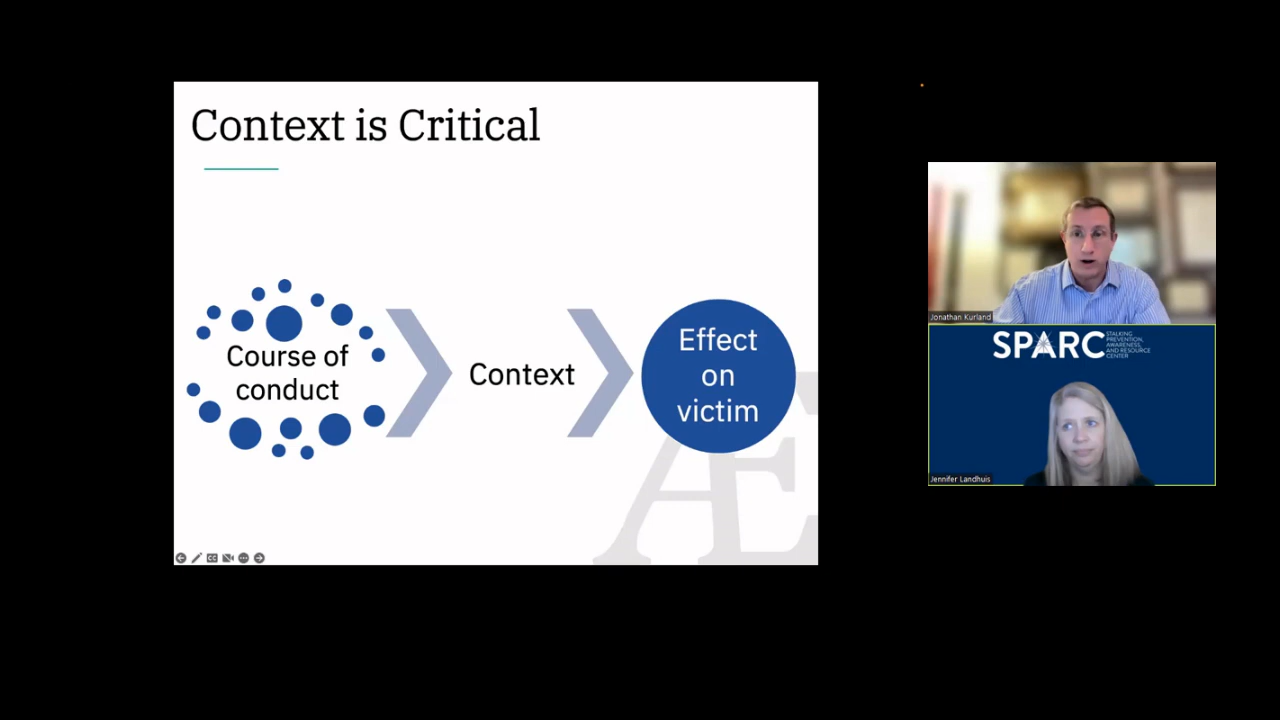 Context is Critical
Course of
conduct
Context
Effect
on
victim
Æ
CC
Jonathan Kurland
SPARC
STALKING
PREVENTION,
AWARENESS,
AND RESOURCE
CENTER
Jennifer Landhuis